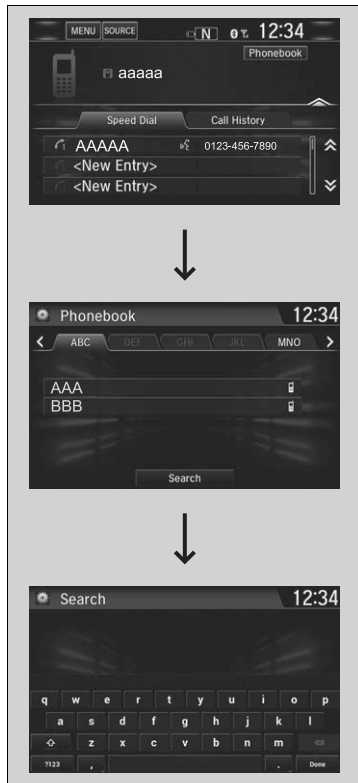 MENU SOURCE N 12:34
Phonebook
aaaaa
Speed Dial Call History
AAAAA 0123-456-7890
<New Entry>
<New Entry>
Phonebook 12:34
ABC DEF GHI JKL MNO
AAA
BBB
Search
Search 12:34
q w e r t y u i o p
a s d f g h j k l
z x c v b n m
?123 , . Done